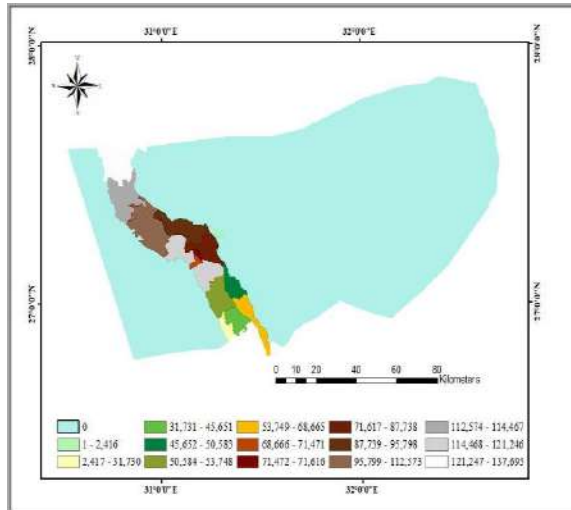 31°0'0"E 32°0'0"E
28°0'0"N 28°0'0"N
27°0'0"N 27°0'0"N
0 10 20 40 60 80
Kilometers
0 31,731 - 45,651 53,749 - 68,665 71,617 - 87,738 112,574 - 114,467
1 - 2,416 45,652 - 50,583 68,666 - 71,471 87,739 - 95,798 114,468 - 121,246
2,417 - 31,730 50,584 - 53,748 71,472 - 71,616 95,799 - 112,573 121,247 - 137,695
31°0'0"E 32°0'0"E